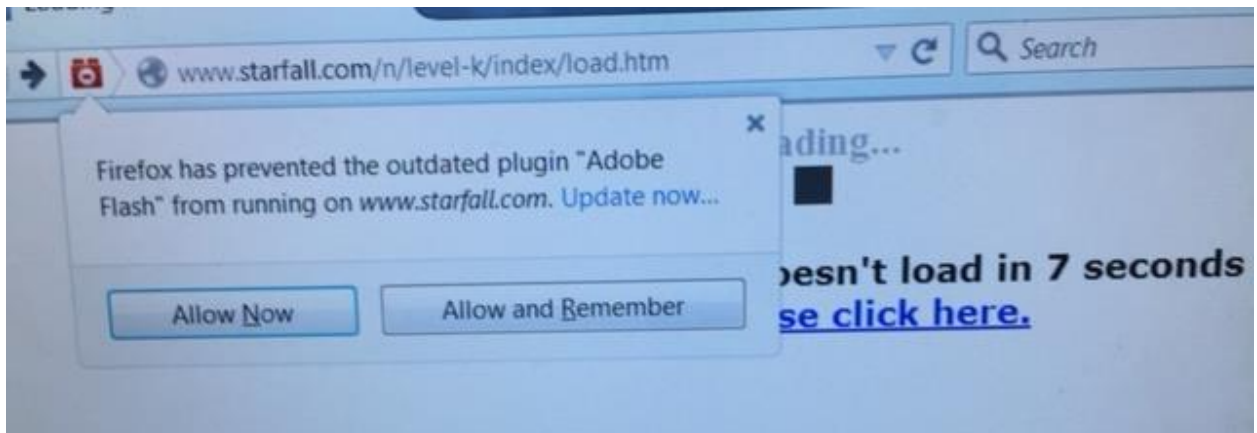 www.starfall.com/n/level-k/index/load.htm
Search
Firefox has prevented the outdated plugin "Adobe
Flash" from running on www.starfall.com. Update now...
Allow Now
Allow and Remember
ading...
oesn't load in 7 seconds
se click here.